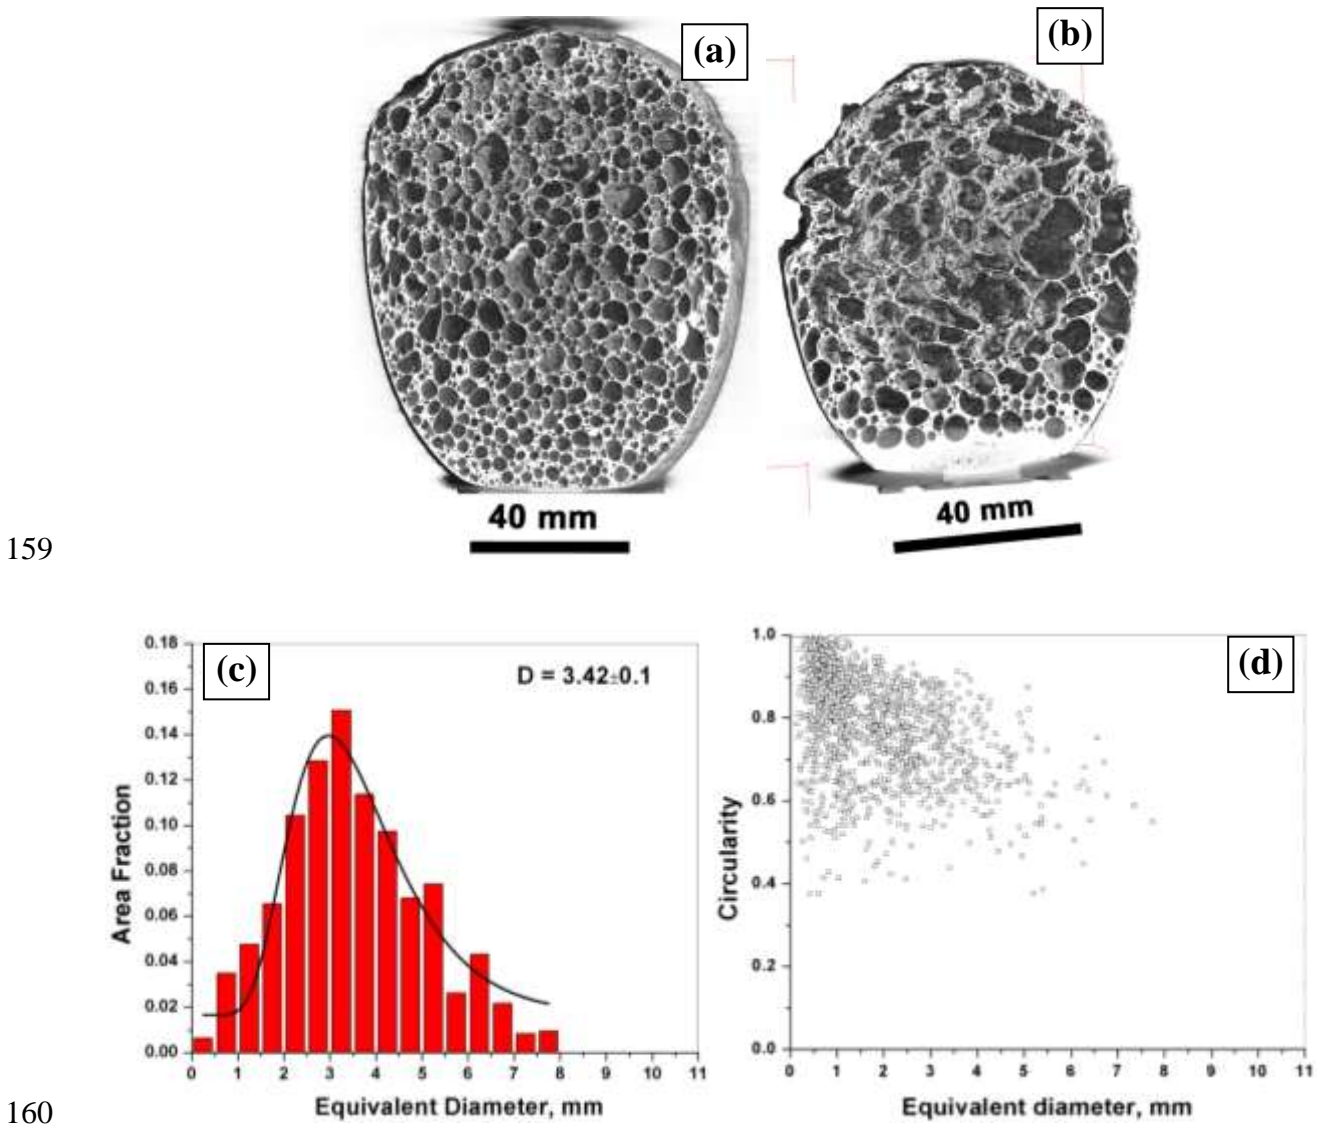 (a)
(b)
40 mm
40 mm
159
(c)
D = 3.42±0.1
0.18
0.16
0.14
0.12
0.10
0.08
0.06
0.04
0.02
0.00
Area Fraction
0 1 2 3 4 5 6 7 8 9 10 11
Equivalent Diameter, mm
(d)
1.0
0.8
0.6
0.4
0.2
0.0
Circularity
0 1 2 3 4 5 6 7 8 9 10 11
Equivalent diameter, mm
160